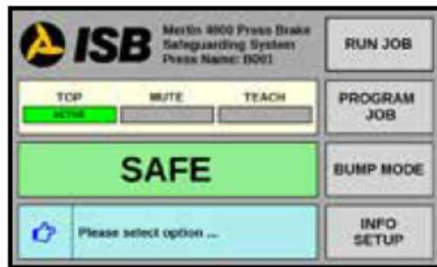 ISB
Merlin 4000 Press Brake
Safeguarding System
Press Name: B001
RUN JOB
TOP
MUTE
TEACH
ACTIVE
PROGRAM
JOB
SAFE
BUMP MODE
Please select option ...
INFO
SETUP